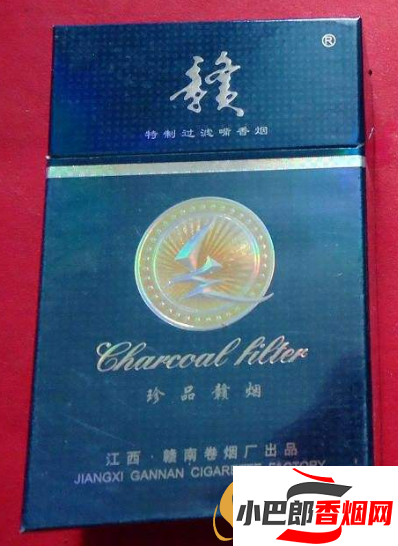 赣 ®
特制过滤嘴香烟
Charcoal filter
珍品赣烟
江西·赣南卷烟厂出品
JIANGXI GANNAN CIGARETTE FACTORY
小巴郎香烟网